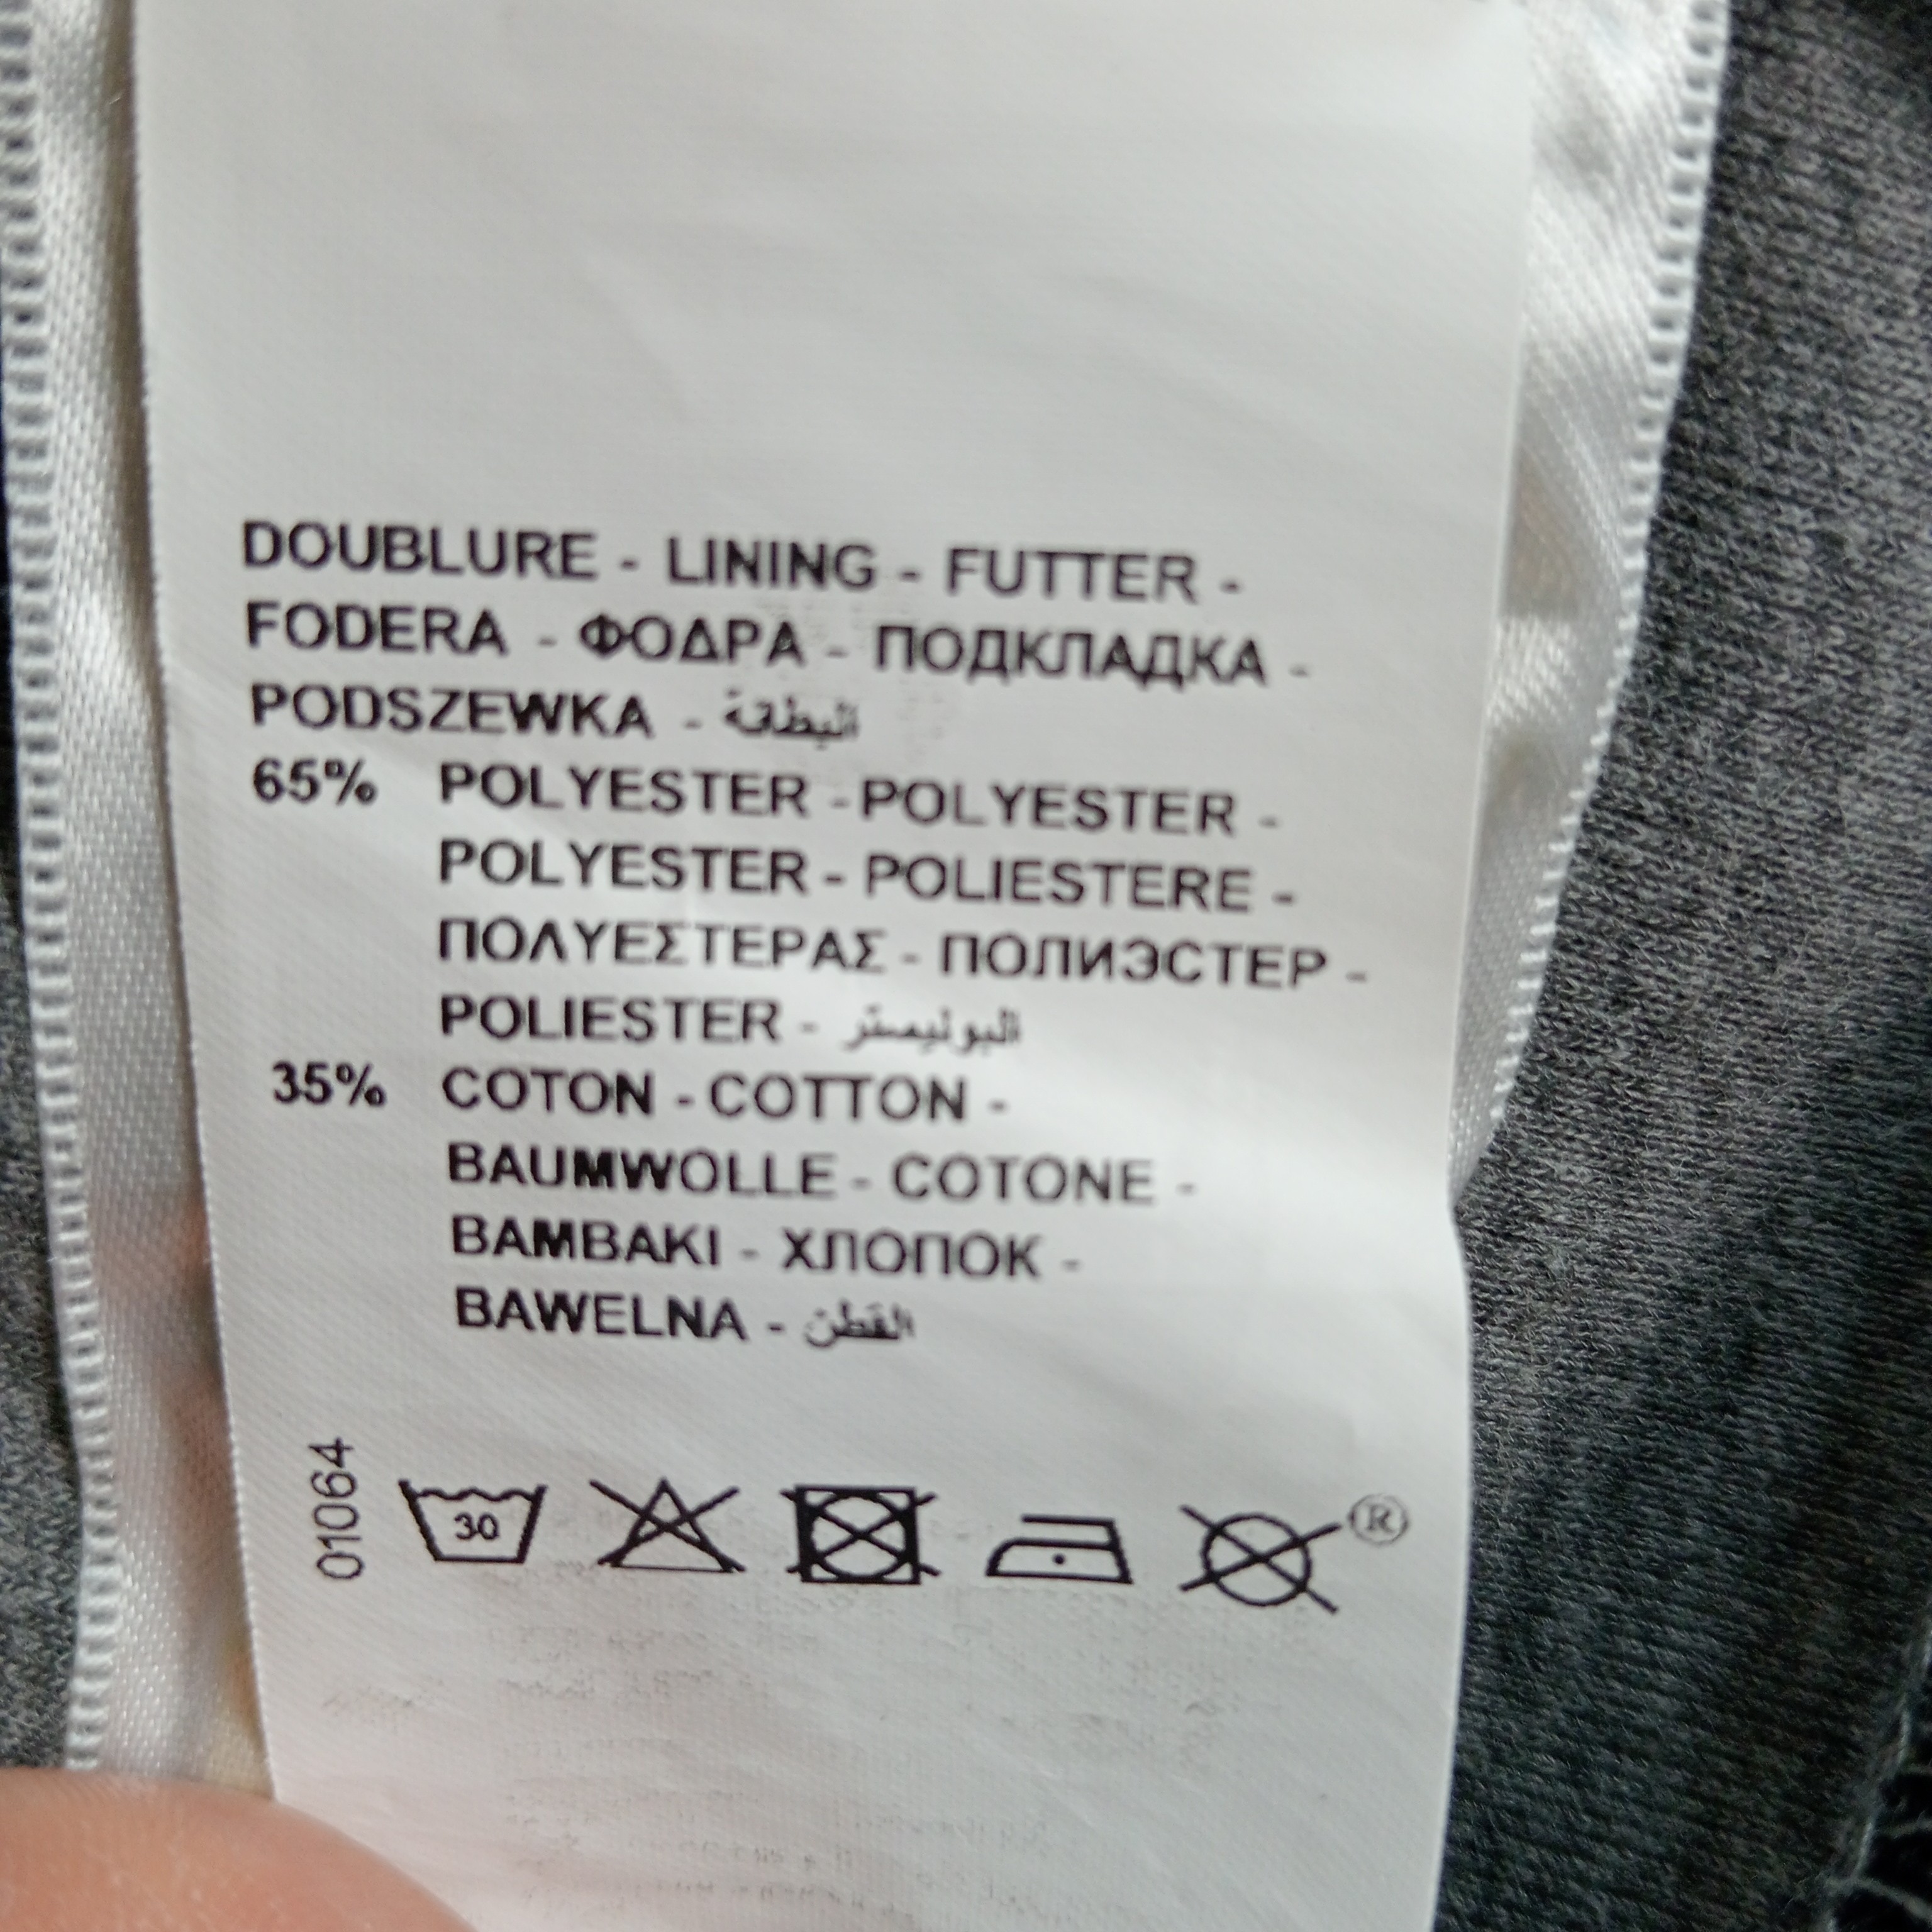 DOUBLURE - LINING - FUTTER -
FODERA - ΦΟΔΡΑ - ПОДКЛАДКА -
PODSZEWKA - البطاقة
65% POLYESTER -POLYESTER -
POLYESTER - POLIESTERE -
ΠΟΛΥΕΣΤΕΡΑΣ - ПОЛИЭСТЕР -
POLIESTER - البوليستر
35% COTON - COTTON -
BAUMWOLLE - COTONE -
BAMBAKI - ХЛОПОК -
BAWELNA - القطن
01064
30
®